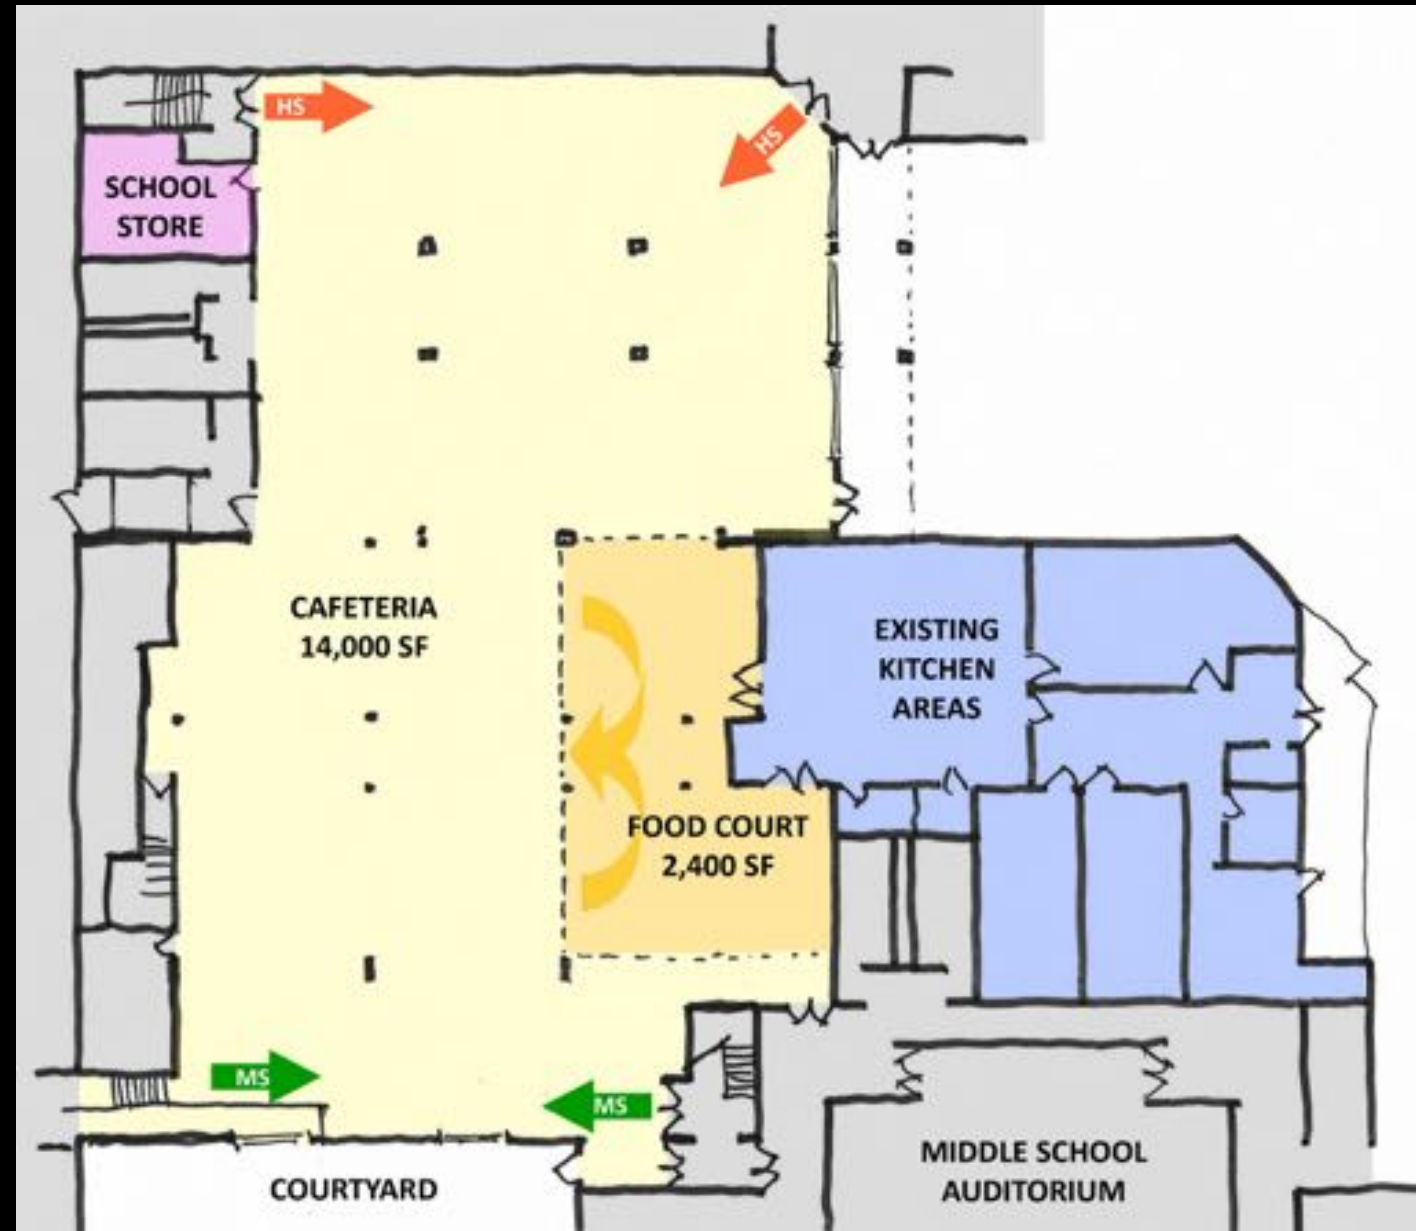 HS
HS
SCHOOL
STORE
CAFETERIA
14,000 SF
EXISTING
KITCHEN
AREAS
FOOD COURT
2,400 SF
MS
MS
MIDDLE SCHOOL
AUDITORIUM
COURTYARD